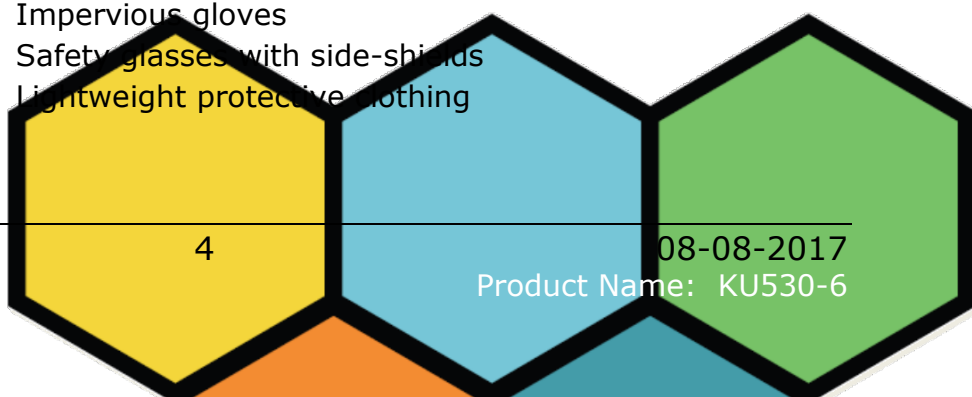 Impervious gloves
Safety glasses with side-shields
Lightweight protective clothing
4 08-08-2017
Product Name: KU530-6